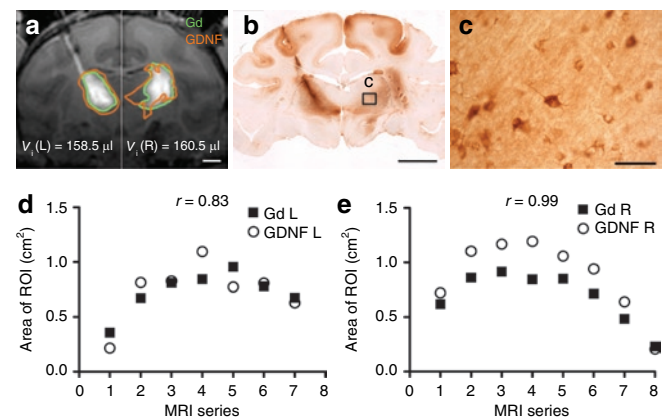 a
Gd
GDNF
Vi(L) = 158.5 µl
Vi(R) = 160.5 µl
b
C
c
d
r = 0.83
Gd L
GDNF L
Area of ROI (cm²)
1.5
1.0
0.5
0.0
0 1 2 3 4 5 6 7 8
MRI series
e
r = 0.99
Gd R
GDNF R
Area of ROI (cm²)
1.5
1.0
0.5
0.0
0 1 2 3 4 5 6 7 8
MRI series